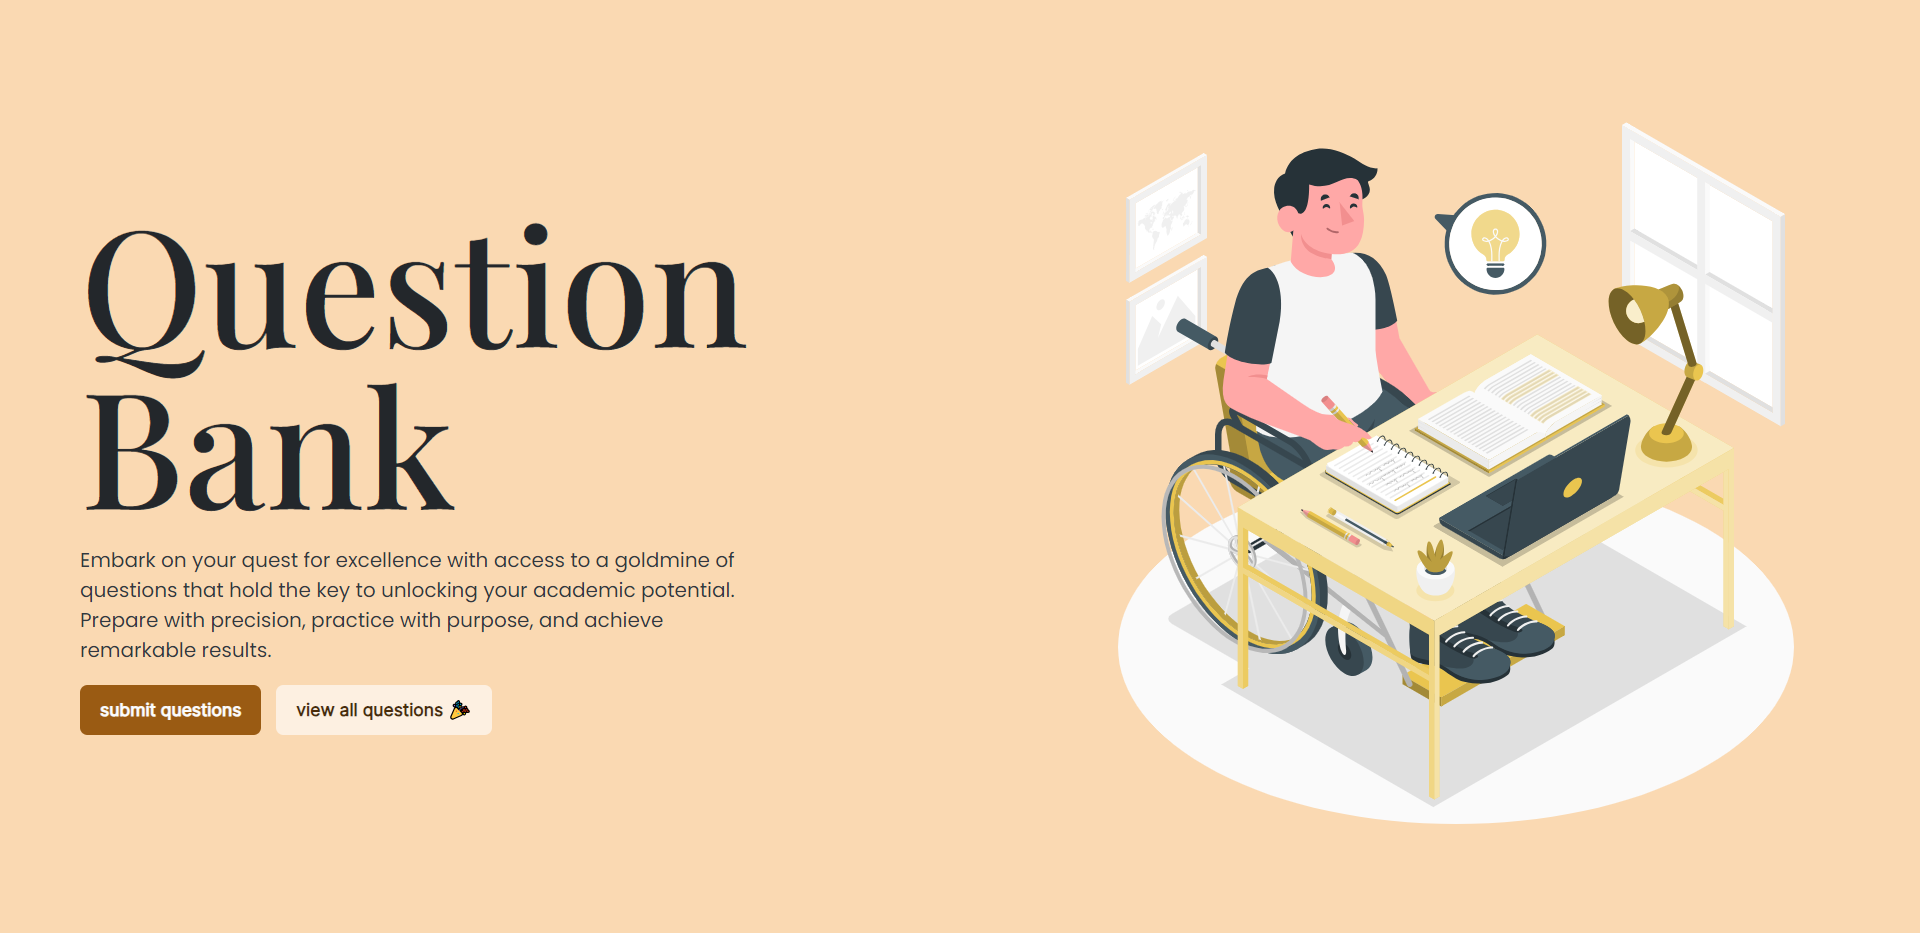 Question
Bank
Embark on your quest for excellence with access to a goldmine of
questions that hold the key to unlocking your academic potential.
Prepare with precision, practice with purpose, and achieve
remarkable results.
submit questions
view all questions 🎉